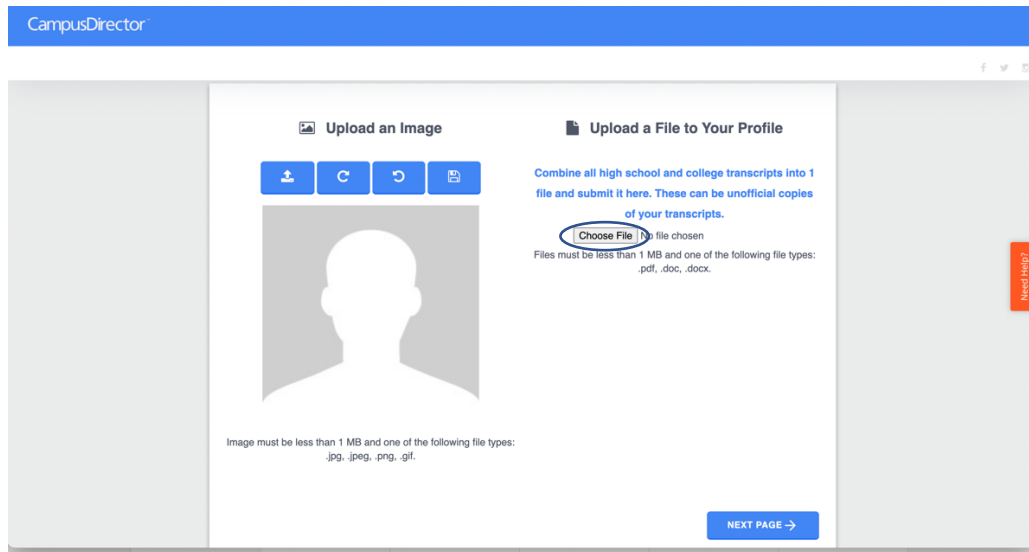 CampusDirector
Upload an Image
Image must be less than 1 MB and one of the following file types:
.jpg, .jpeg, .png, .gif.
Upload a File to Your Profile
Combine all high school and college transcripts into 1
file and submit it here. These can be unofficial copies
of your transcripts.
Choose File No file chosen
Files must be less than 1 MB and one of the following file types:
.pdf, .doc, .docx.
Need Help?
NEXT PAGE